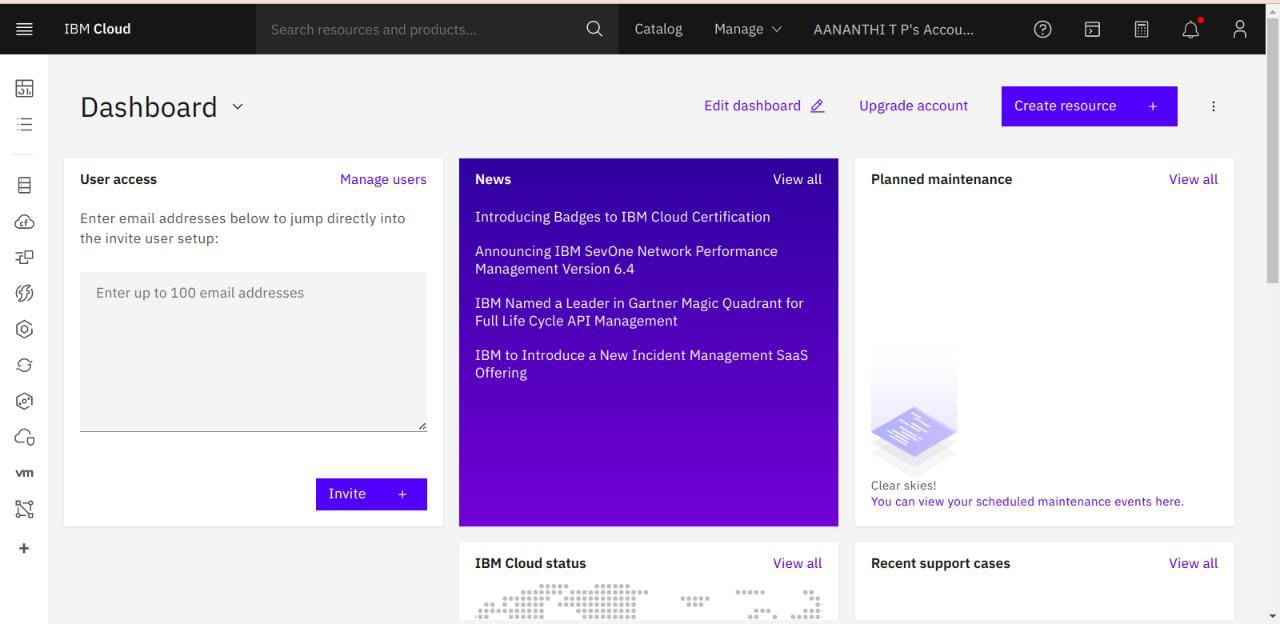 IBM Cloud
Search resources and products...
Catalog
Manage
AANANTHI T P's Accou...
Dashboard
Edit dashboard
Upgrade account
Create resource +
User access
Manage users
Enter email addresses below to jump directly into
the invite user setup:
Enter up to 100 email addresses
Invite +
News
View all
Introducing Badges to IBM Cloud Certification
Announcing IBM SevOne Network Performance
Management Version 6.4
IBM Named a Leader in Gartner Magic Quadrant for
Full Life Cycle API Management
IBM to Introduce a New Incident Management SaaS
Offering
Planned maintenance
View all
Clear skies!
You can view your scheduled maintenance events here.
vm
IBM Cloud status
View all
Recent support cases
View all